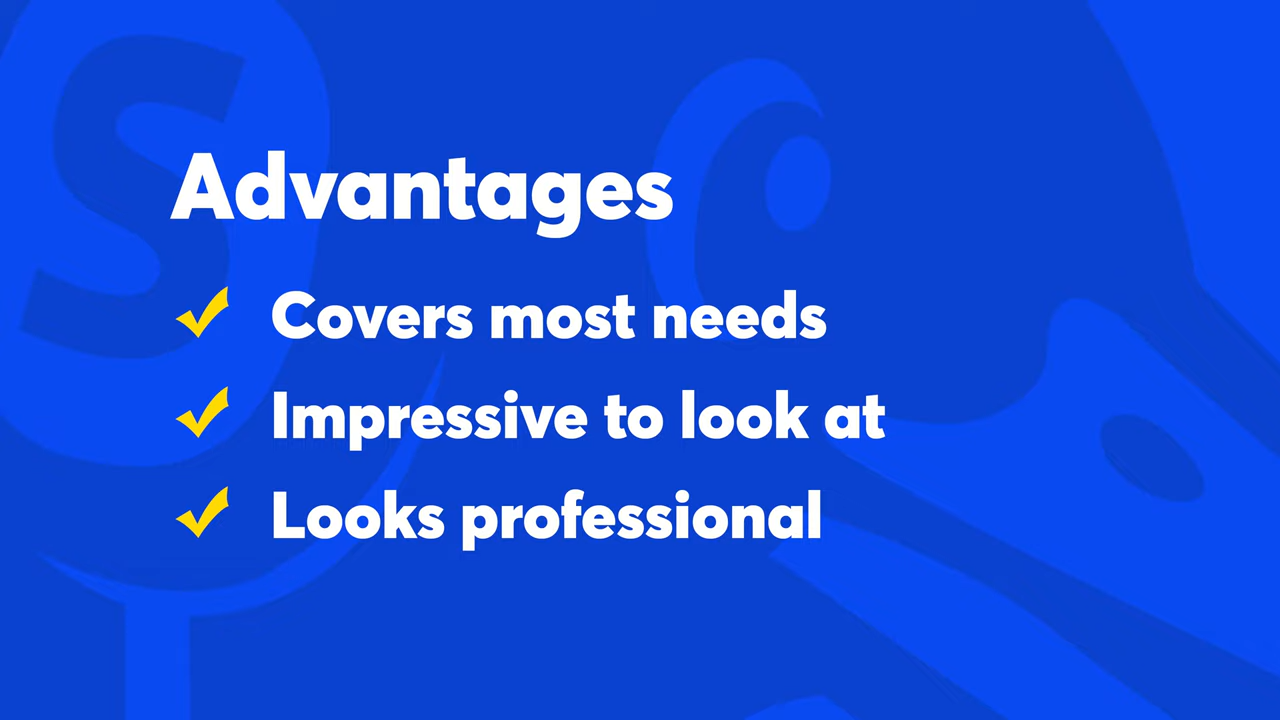 S
Advantages
Covers most needs
Impressive to look at
Looks professional